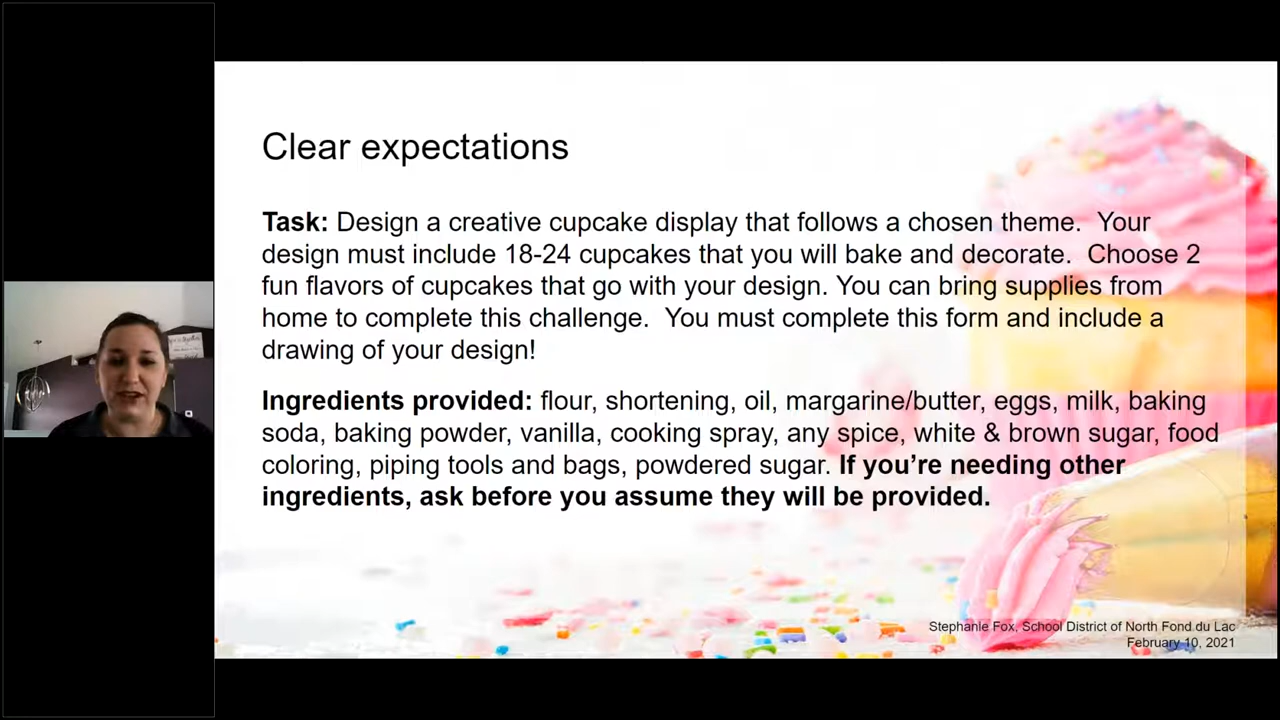 Clear expectations
Task: Design a creative cupcake display that follows a chosen theme.  Your
design must include 18-24 cupcakes that you will bake and decorate.  Choose 2
fun flavors of cupcakes that go with your design. You can bring supplies from
home to complete this challenge.  You must complete this form and include a
drawing of your design!
Ingredients provided: flour, shortening, oil, margarine/butter, eggs, milk, baking
soda, baking powder, vanilla, cooking spray, any spice, white & brown sugar, food
coloring, piping tools and bags, powdered sugar. If you’re needing other
ingredients, ask before you assume they will be provided.
Stephanie Fox, School District of North Fond du Lac
February 10, 2021